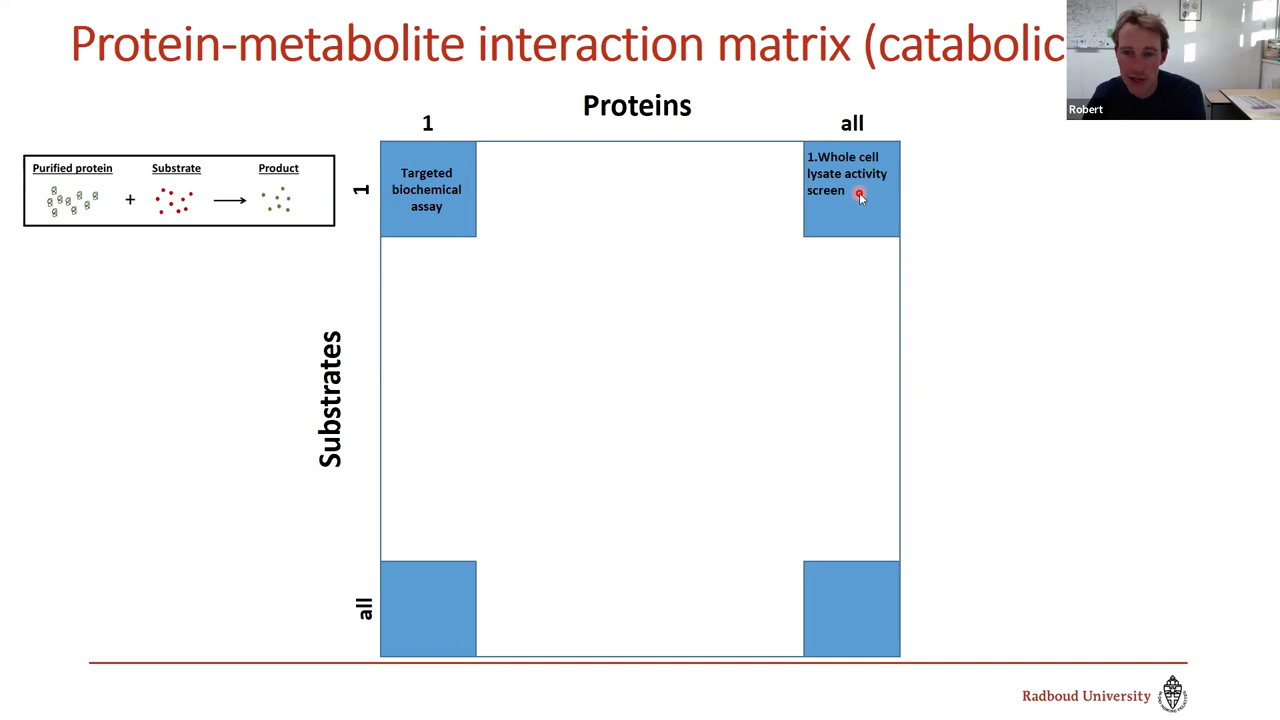 Protein-metabolite interaction matrix (catabolic
Robert
Proteins
1
all
Purified protein
Substrate
Product
+
1
Targeted
biochemical
assay
1.Whole cell
lysate activity
screen
Substrates
all
Radboud University